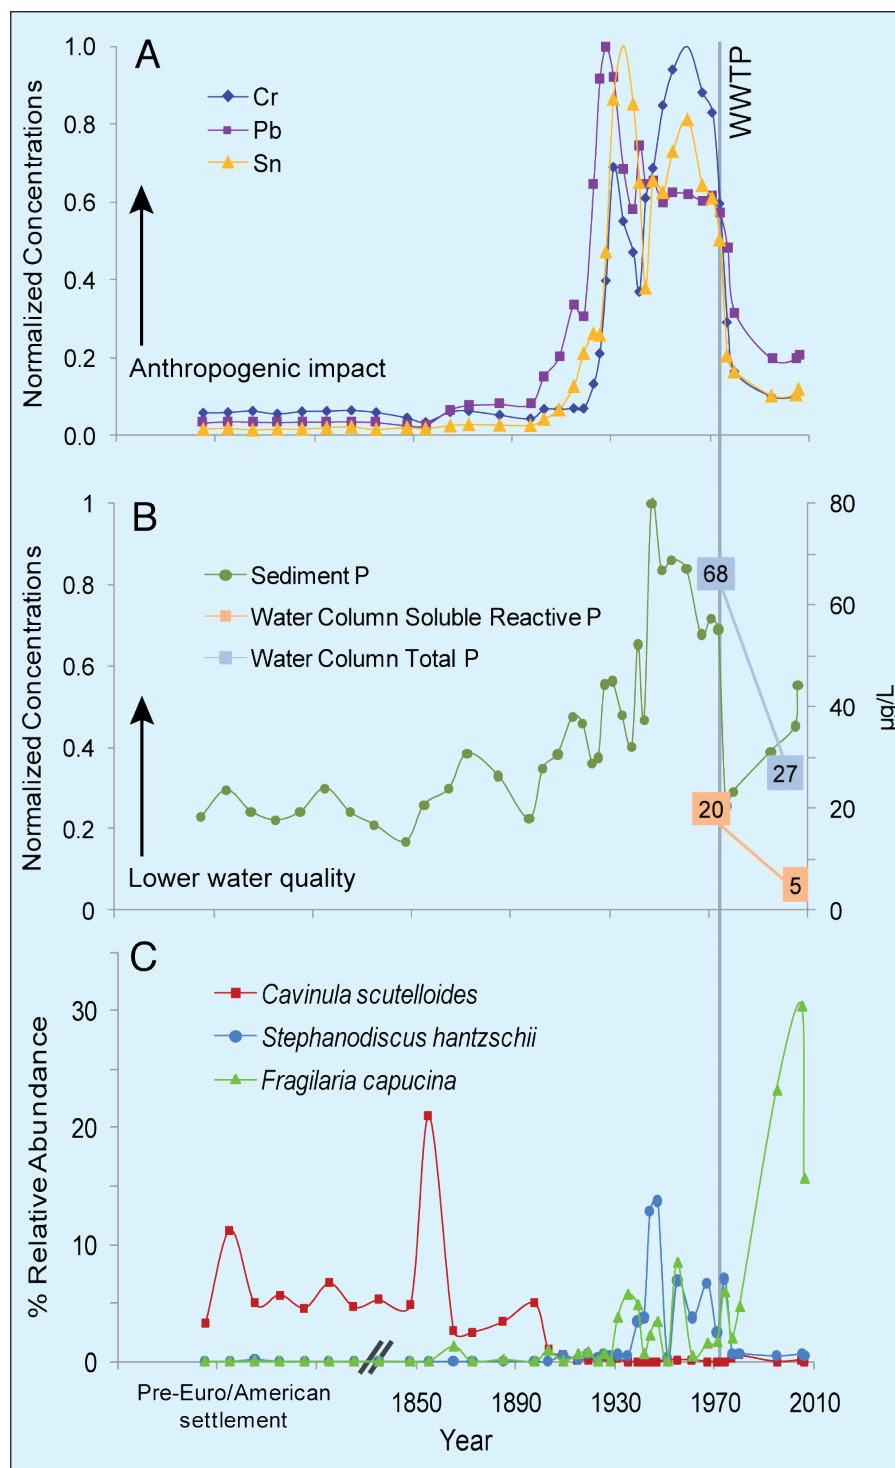 A
WWTP
Cr
Pb
Sn
Normalized Concentrations
1.0
0.8
0.6
0.4
0.2
0.0
Anthropogenic impact
B
Sediment P
Water Column Soluble Reactive P
Water Column Total P
Normalized Concentrations
1
0.8
0.6
0.4
0.2
0
80
60
40
20
0
µg/L
68
27
20
5
Lower water quality
C
Cavinula scutelloides
Stephanodiscus hantzschii
Fragilaria capucina
% Relative Abundance
30
20
10
0
Pre-Euro/American
settlement
1850 1890 1930 1970 2010
Year